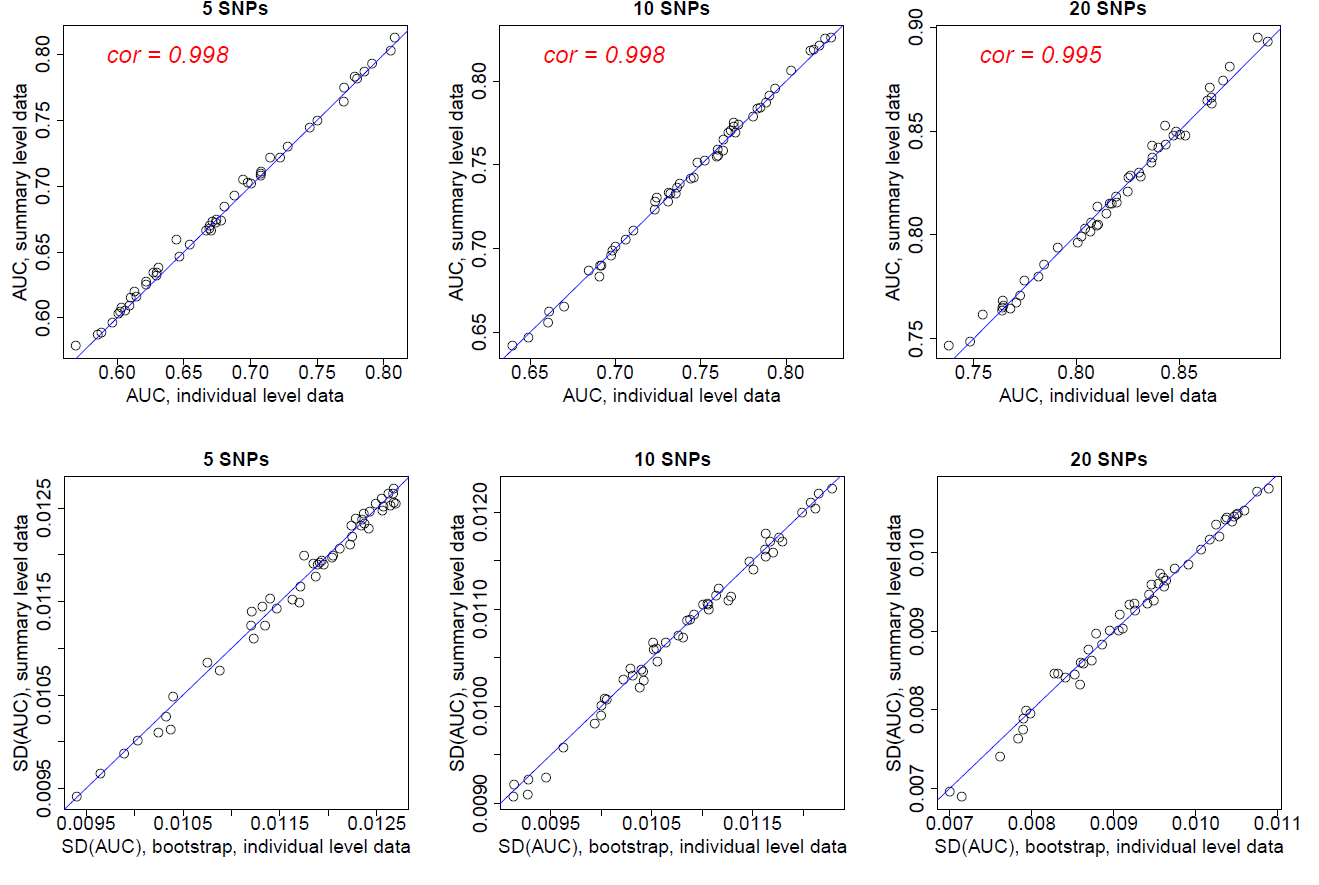 5 SNPs
10 SNPs
20 SNPs
cor = 0.998
cor = 0.998
cor = 0.995
AUC, summary level data
0.60 0.65 0.70 0.75 0.80
0.60 0.65 0.70 0.75 0.80
AUC, individual level data
AUC, summary level data
0.65 0.70 0.75 0.80
0.65 0.70 0.75 0.80
AUC, individual level data
AUC, summary level data
0.75 0.80 0.85 0.90
0.75 0.80 0.85
AUC, individual level data
5 SNPs
10 SNPs
20 SNPs
SD(AUC), summary level data
0.0095 0.0105 0.0115 0.0125
0.0095 0.0105 0.0115 0.0125
SD(AUC), bootstrap, individual level data
SD(AUC), summary level data
0.0090 0.0100 0.0110 0.0120
0.0095 0.0105 0.0115
SD(AUC), bootstrap, individual level data
SD(AUC), summary level data
0.007 0.008 0.009 0.010
0.007 0.008 0.009 0.010 0.011
SD(AUC), bootstrap, individual level data